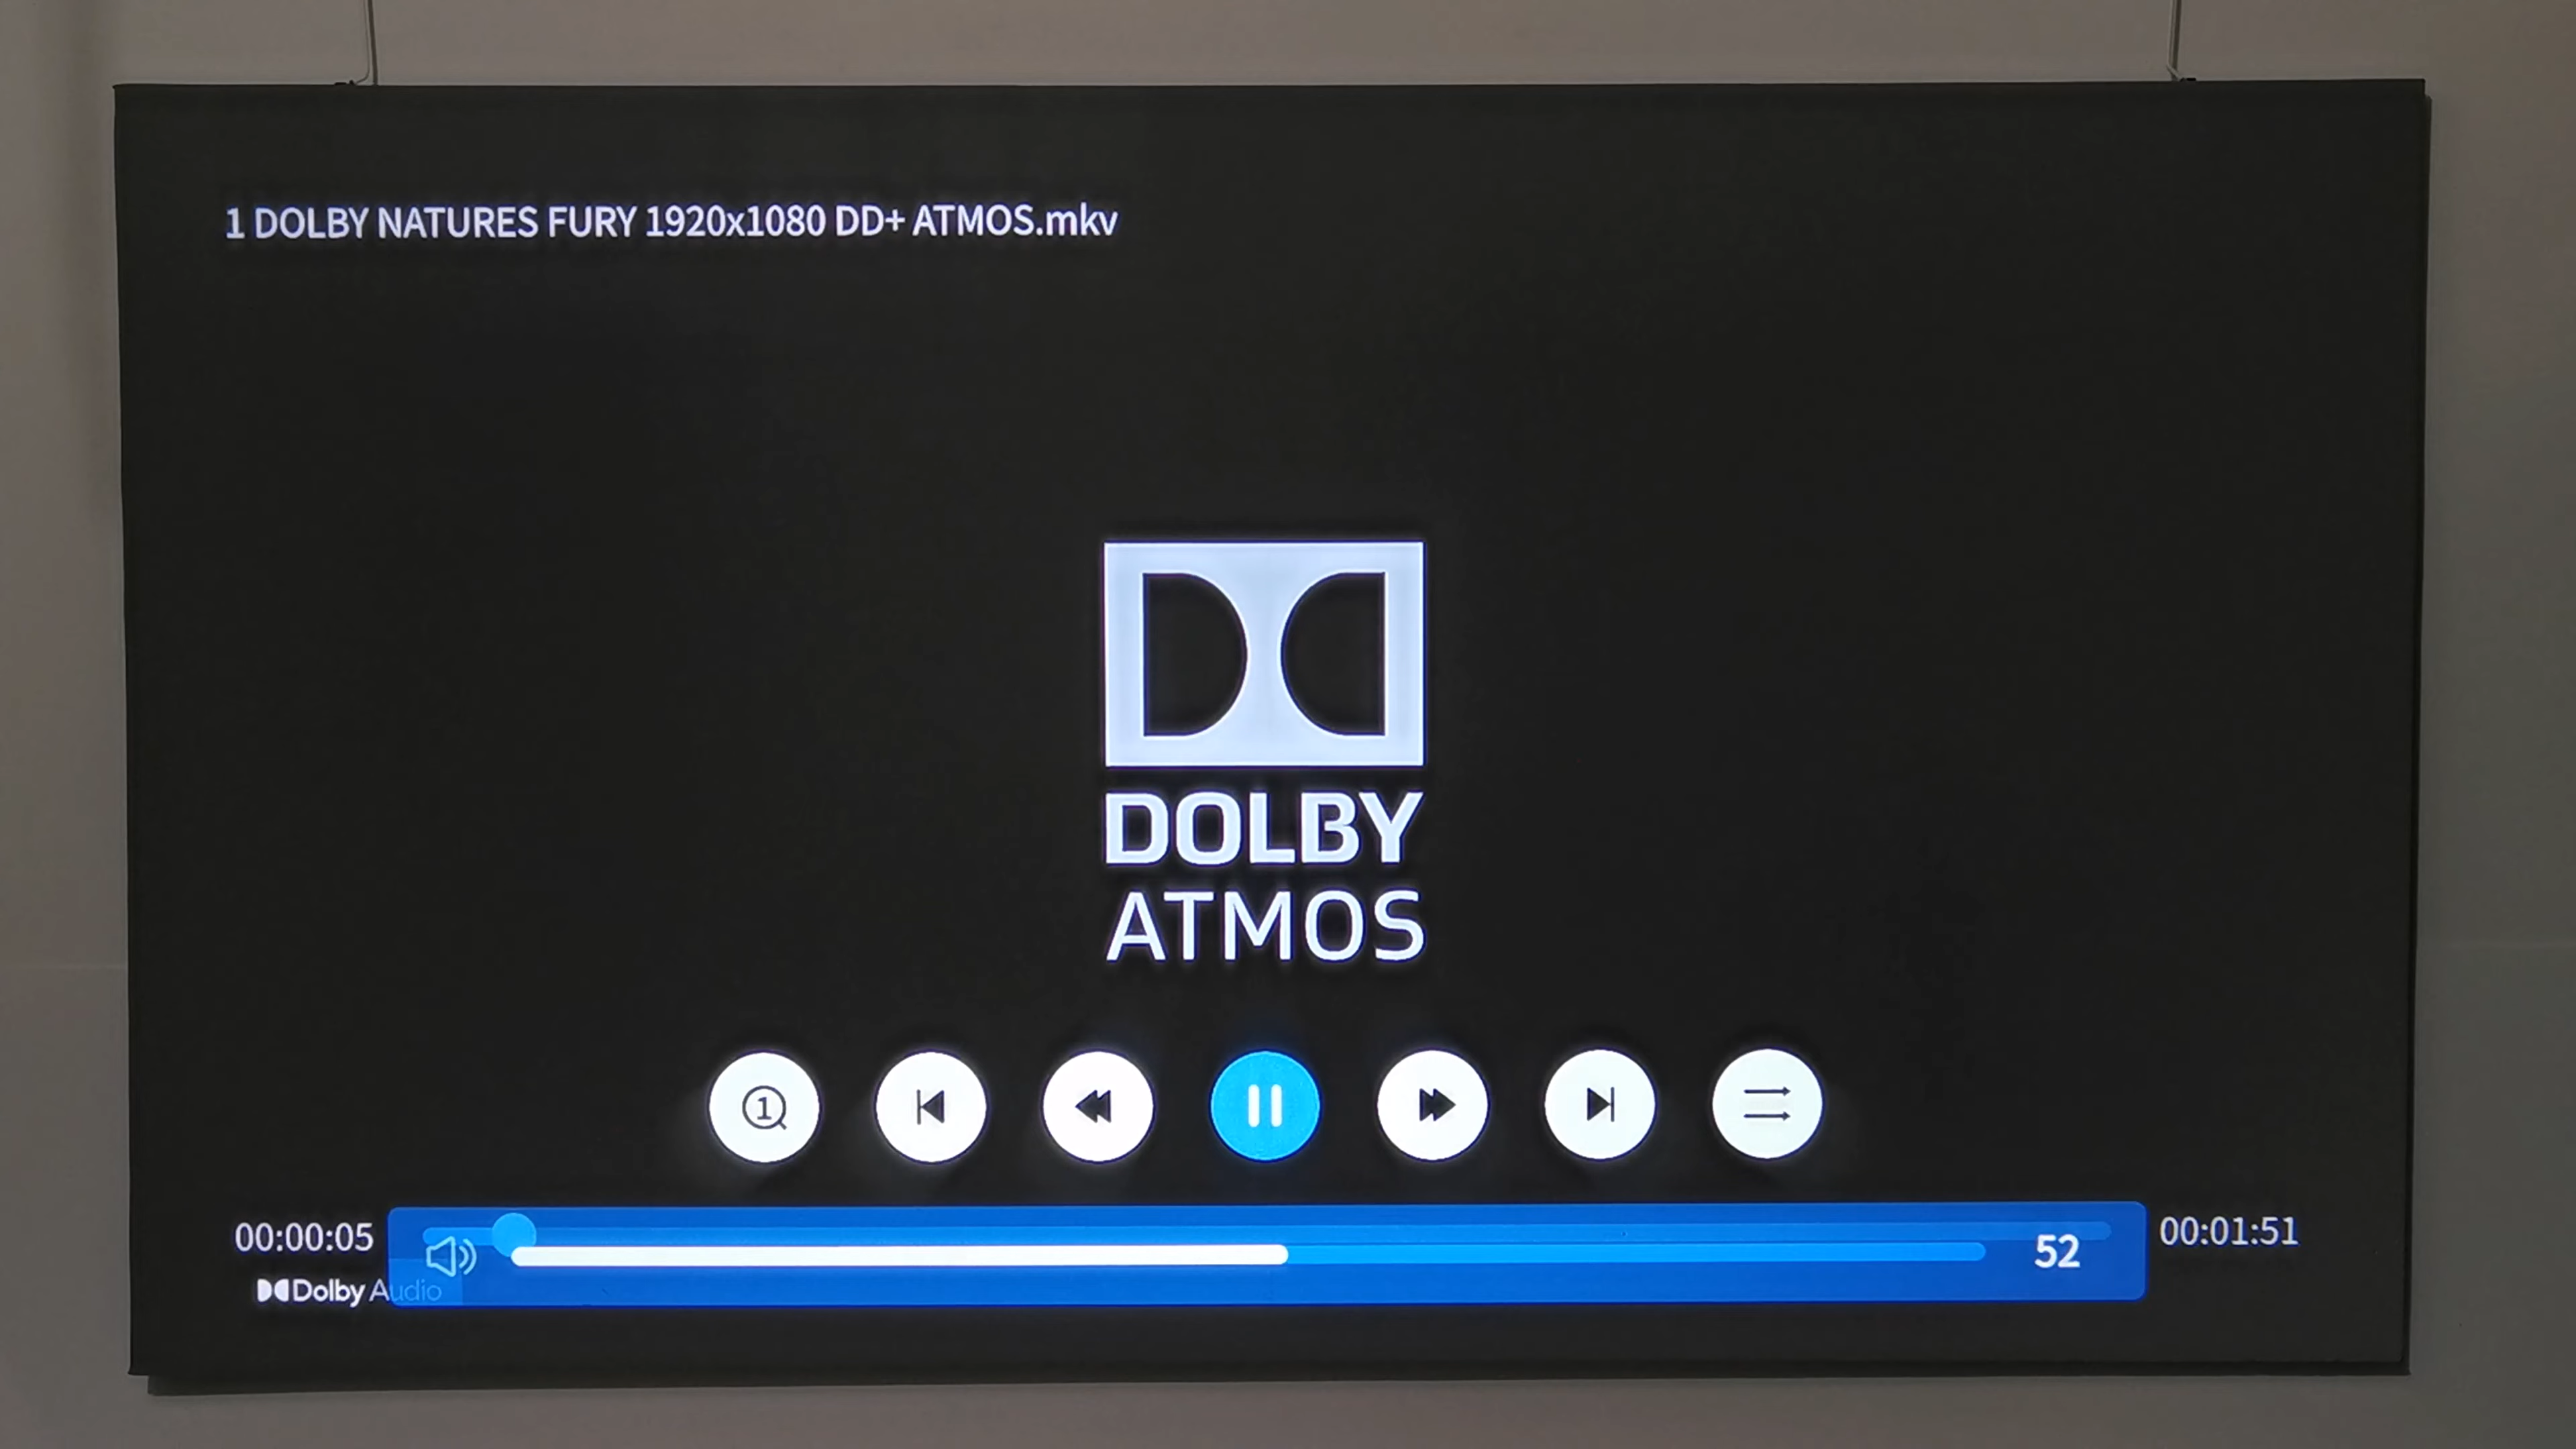 1 DOLBY NATURES FURY 1920x1080 DD+ ATMOS.mkv
DOLBY
ATMOS
1
00:00:05
52
00:01:51
Dolby Audio